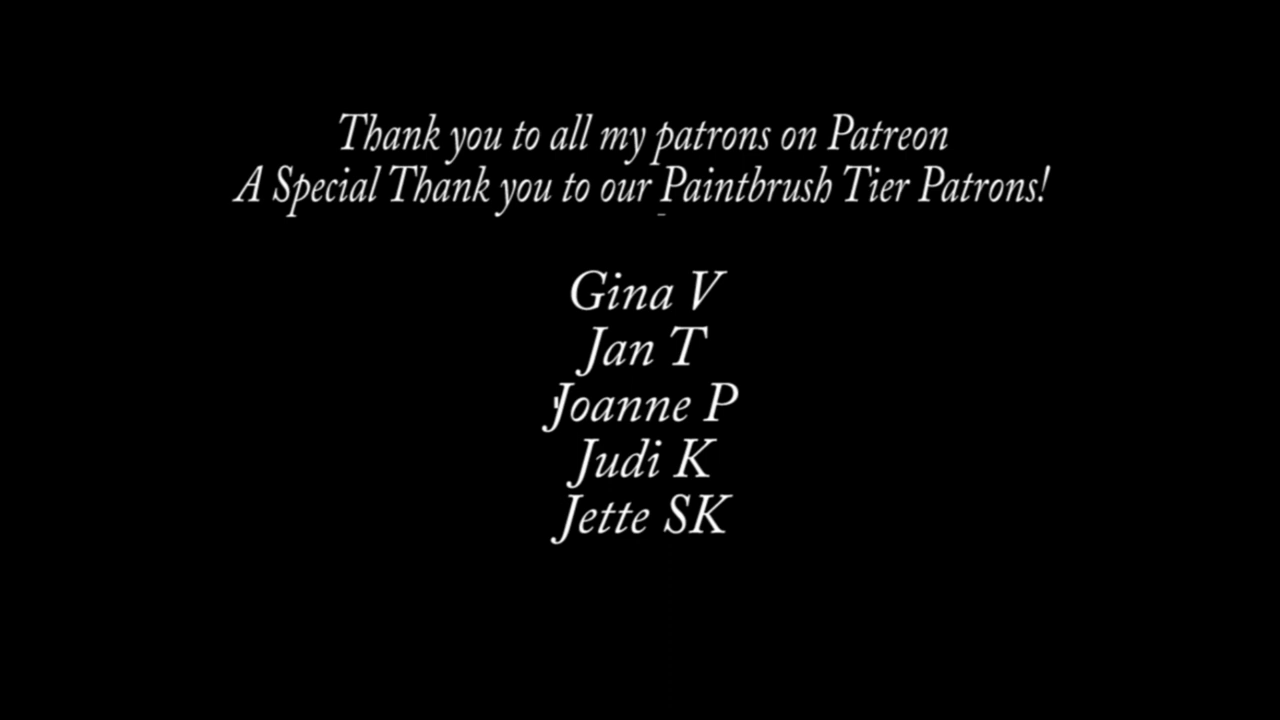 Thank you to all my patrons on Patreon
A Special Thank you to our Paintbrush Tier Patrons!
Gina V
Jan T
Joanne P
Judi K
Jette SK